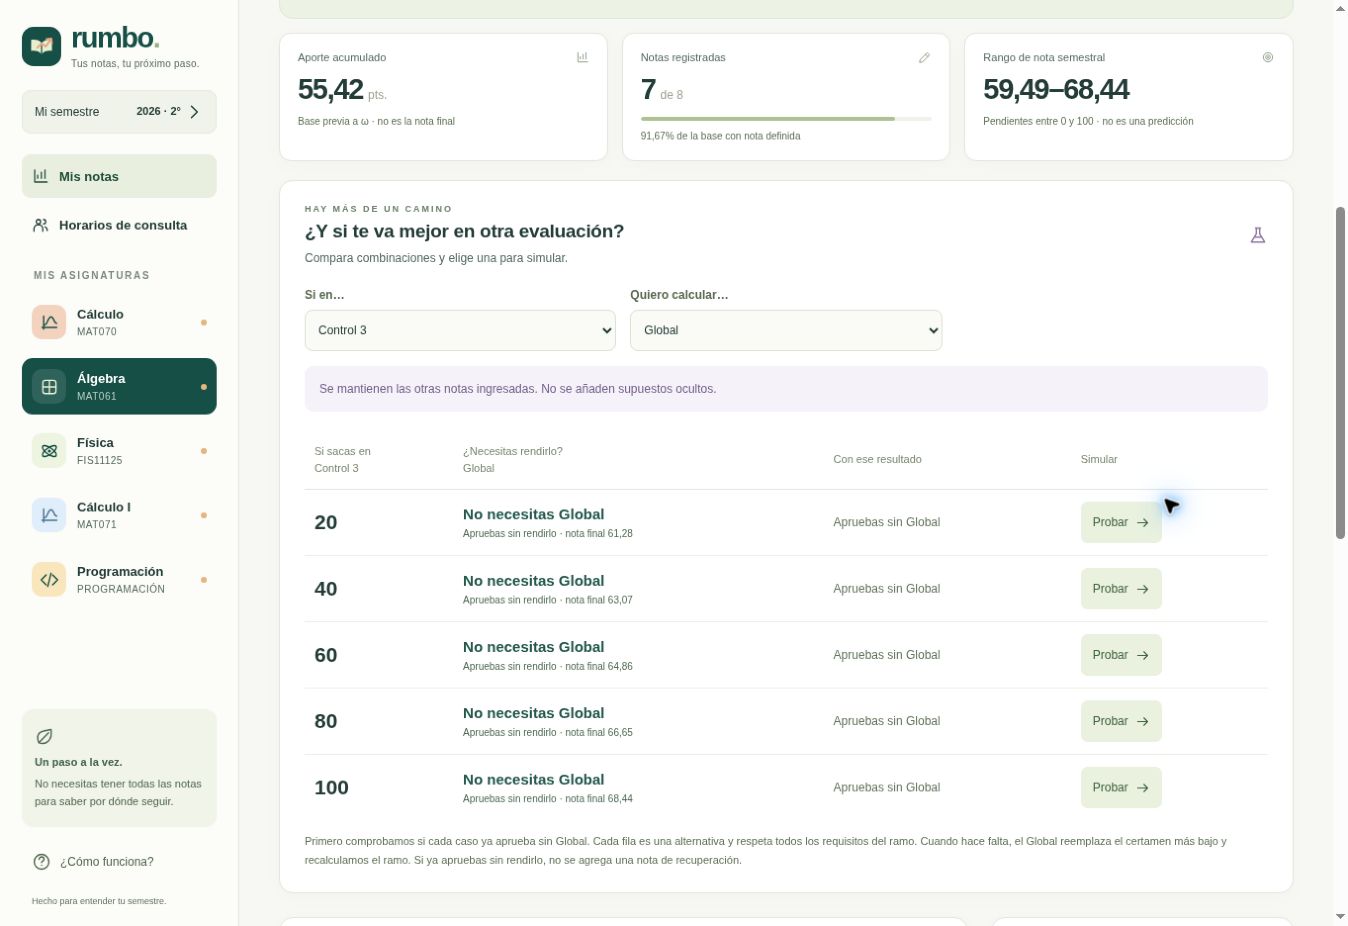 rumbo.
Tus notas, tu próximo paso.
Mi semestre 2026 · 2°
Mis notas
Horarios de consulta
MIS ASIGNATURAS
Cálculo
MAT070
Álgebra
MAT061
Física
FIS11125
Cálculo I
MAT071
Programación
PROGRAMACIÓN
Un paso a la vez.
No necesitas tener todas las notas
para saber por dónde seguir.
¿Cómo funciona?
Hecho para entender tu semestre.
Aporte acumulado
55,42 pts.
Base previa a ω · no es la nota final
Notas registradas
7 de 8
91,67% de la base con nota definida
Rango de nota semestral
59,49–68,44
Pendientes entre 0 y 100 · no es una predicción
HAY MÁS DE UN CAMINO
¿Y si te va mejor en otra evaluación?
Compara combinaciones y elige una para simular.
Si en… Quiero calcular…
Control 3 Global
Se mantienen las otras notas ingresadas. No se añaden supuestos ocultos.
Si sacas en
Control 3
¿Necesitas rendirlo?
Global
Con ese resultado
Simular
20
No necesitas Global
Apruebas sin rendirlo · nota final 61,28
Apruebas sin Global
Probar →
40
No necesitas Global
Apruebas sin rendirlo · nota final 63,07
Apruebas sin Global
Probar →
60
No necesitas Global
Apruebas sin rendirlo · nota final 64,86
Apruebas sin Global
Probar →
80
No necesitas Global
Apruebas sin rendirlo · nota final 66,65
Apruebas sin Global
Probar →
100
No necesitas Global
Apruebas sin rendirlo · nota final 68,44
Apruebas sin Global
Probar →
Primero comprobamos si cada caso ya aprueba sin Global. Cada fila es una alternativa y respeta todos los requisitos del ramo. Cuando hace falta, el Global reemplaza el certamen más bajo y
recalculamos el ramo. Si ya apruebas sin rendirlo, no se agrega una nota de recuperación.